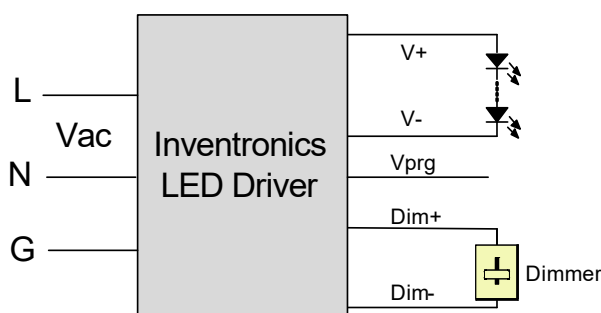 L
Vac
N
G
Inventronics
LED Driver
V+
V-
Vprg
Dim+
Dim-
Dimmer